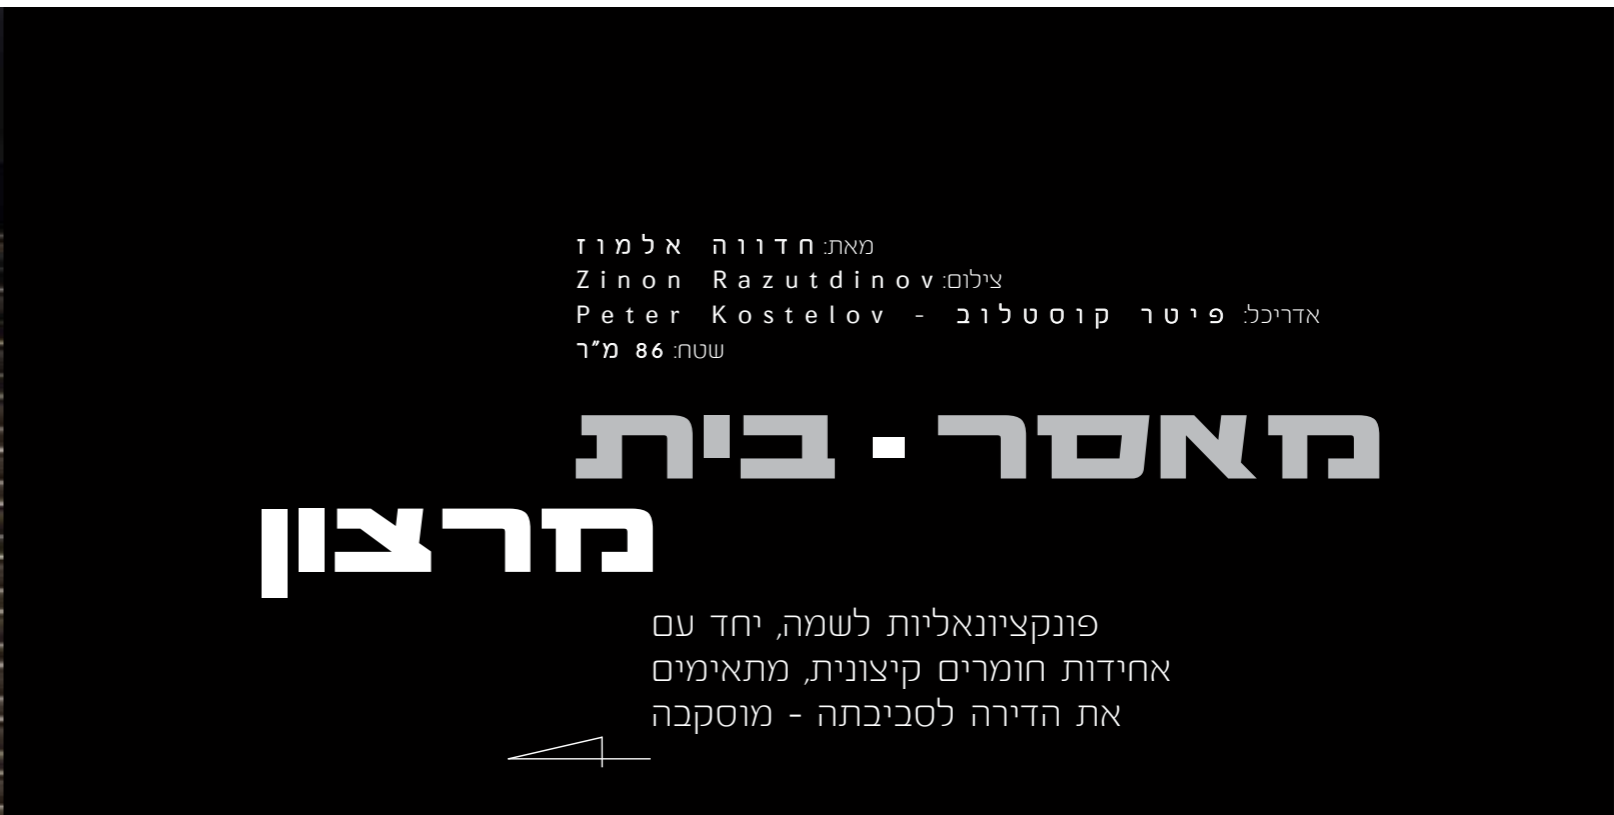 מאת: חדווה אלמוז
צילום: Zinon Razutdinov
אדריכל: פיטר קוסטלוב - Peter Kostelov
שטח: 86 מ"ר
מאסר - בית
מרצון
פונקציונאליות לשמה, יחד עם
אחידות חומרים קיצונית, מתאימים
את הדירה לסביבתה - מוסקבה